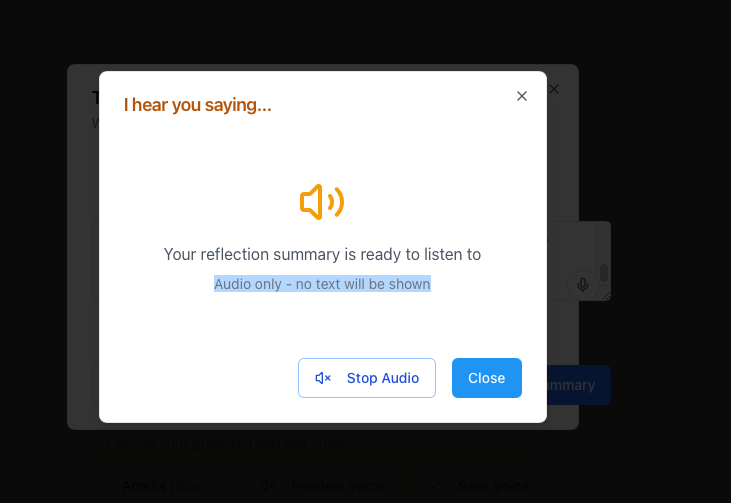 I hear you saying...
Your reflection summary is ready to listen to
Audio only - no text will be shown
Stop Audio
Close
Choose your preferred narrator voice
Amelia
Preview Voice
Save Voice